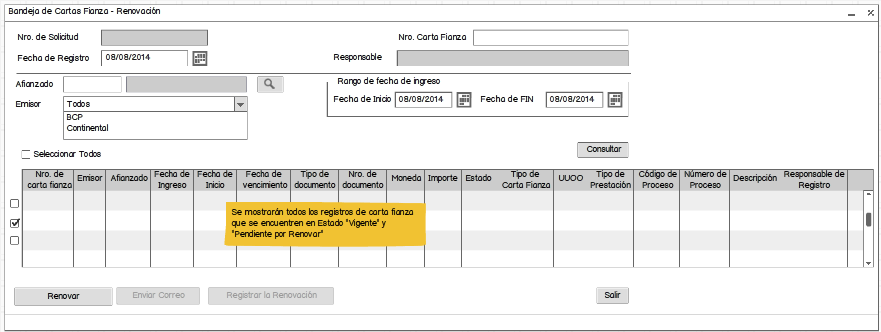 Bandeja de Cartas Fianza - Renovación
Nro. de Solicitud
Nro. Carta Fianza
Fecha de Registro 08/08/2014
Responsable
Afianzado
Rango de fecha de ingreso
Emisor Todos
Fecha de Inicio 08/08/2014 Fecha de FIN 08/08/2014
BCP
Continental
Consultar
Seleccionar Todos
Nro. de carta fianza Emisor Afianzado Fecha de Ingreso Fecha de Inicio Fecha de vencimiento Tipo de documento Nro. de documento Moneda Importe Estado Tipo de Carta Fianza UUOO Tipo de Prestación Código de Proceso Número de Proceso Descripción Responsable de Registro
Se mostrarán todos los registros de carta fianza
que se encuentren en Estado "Vigente" y
"Pendiente por Renovar"
Renovar Enviar Correo Registrar la Renovación Salir